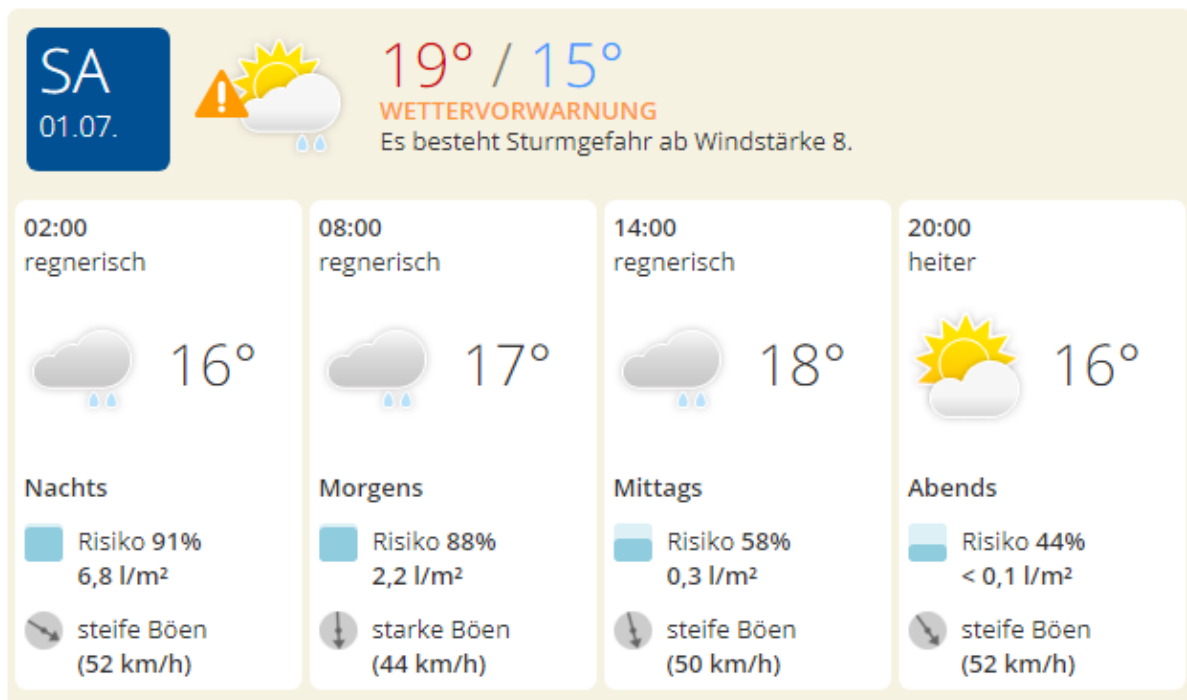 SA
01.07.
19° / 15°
WETTERVORWARNUNG
Es besteht Sturmgefahr ab Windstärke 8.
02:00
regnerisch
16°
Nachts
Risiko 91%
6,8 l/m²
steife Böen
(52 km/h)
08:00
regnerisch
17°
Morgens
Risiko 88%
2,2 l/m²
starke Böen
(44 km/h)
14:00
regnerisch
18°
Mittags
Risiko 58%
0,3 l/m²
steife Böen
(50 km/h)
20:00
heiter
16°
Abends
Risiko 44%
< 0,1 l/m²
steife Böen
(52 km/h)